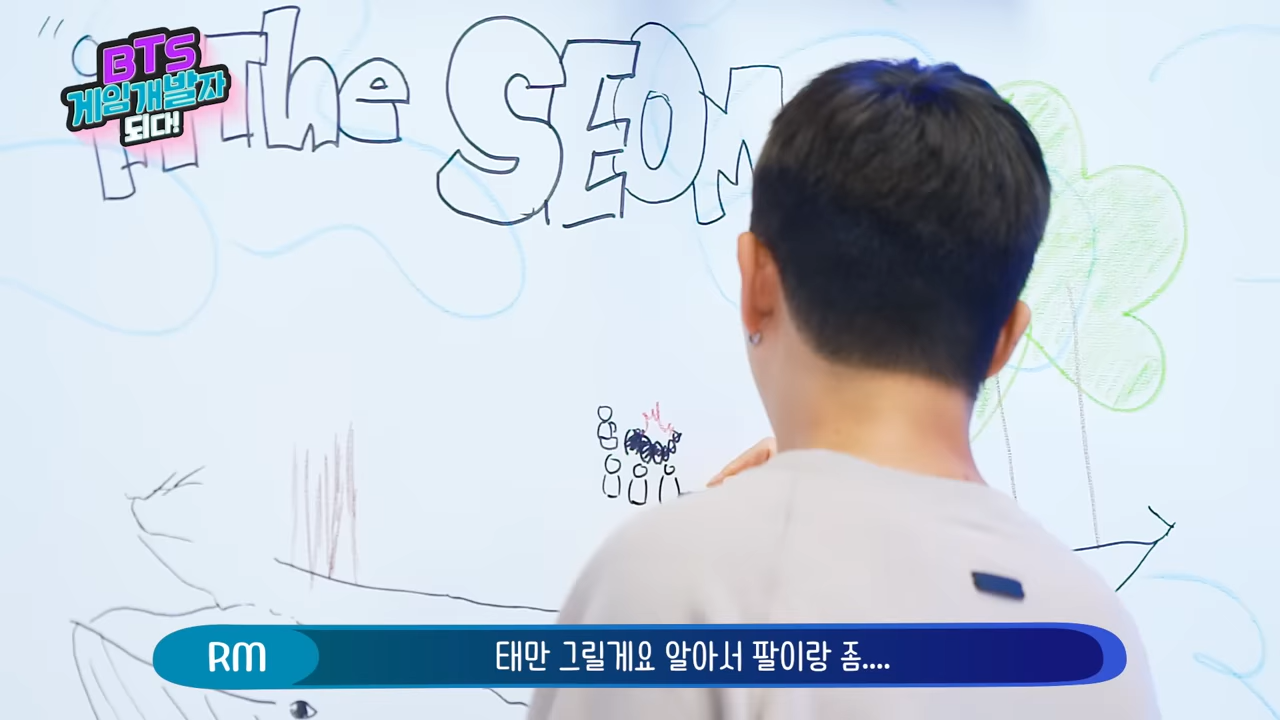 BTS
게임개발자
되다!
in The SEOM
RM
태만 그릴게요 알아서 팔이랑 좀....